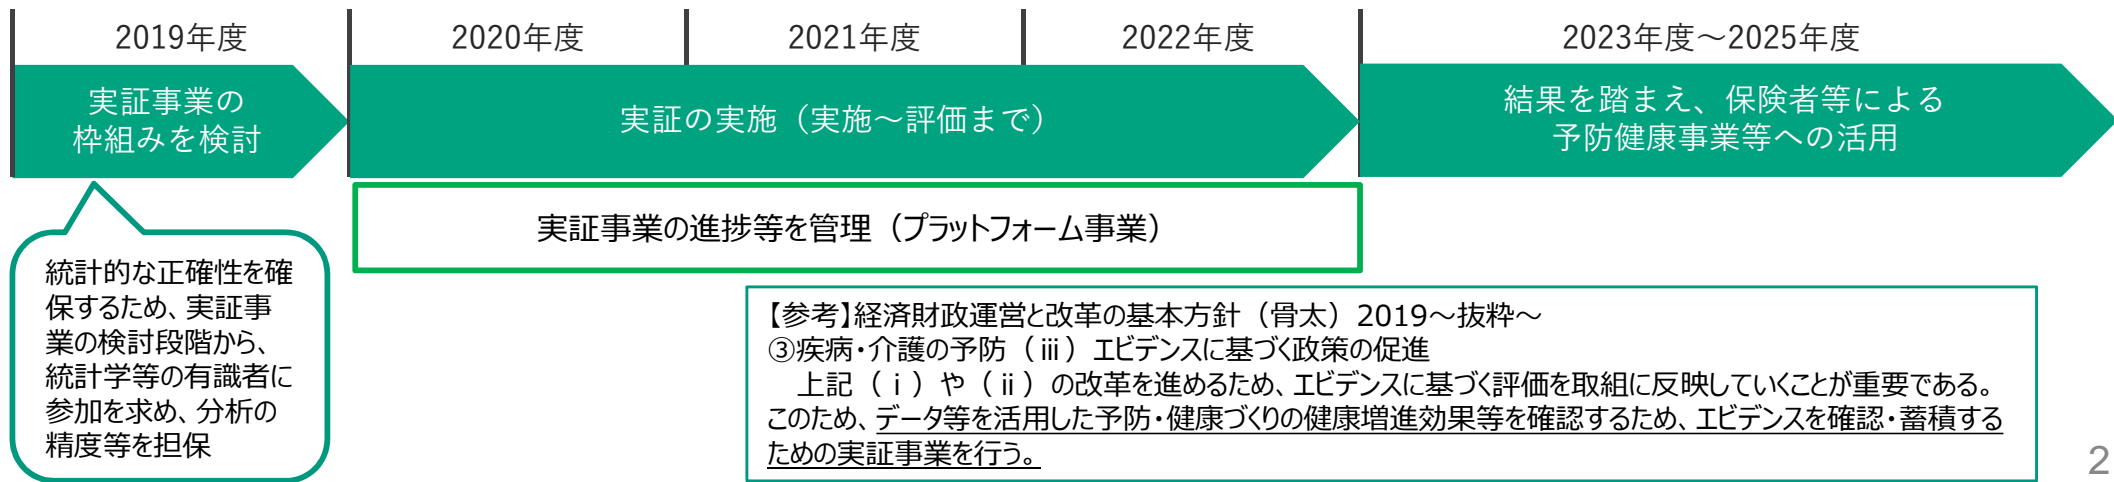 2019年度
2020年度
2021年度
2022年度
2023年度～2025年度
実証事業の
枠組みを検討
実証の実施（実施～評価まで）
結果を踏まえ、保険者等による
予防健康事業等への活用
実証事業の進捗等を管理（プラットフォーム事業）
統計的な正確性を確
保するため、実証事
業の検討段階から、
統計学等の有識者に
参加を求め、分析の
精度等を担保
【参考】経済財政運営と改革の基本方針（骨太）2019～抜粋～
③疾病・介護の予防（ⅲ）エビデンスに基づく政策の促進
上記（ⅰ）や（ⅱ）の改革を進めるため、エビデンスに基づく評価を取組に反映していくことが重要である。
このため、データ等を活用した予防・健康づくりの健康増進効果等を確認するため、エビデンスを確認・蓄積する
ための実証事業を行う。
2